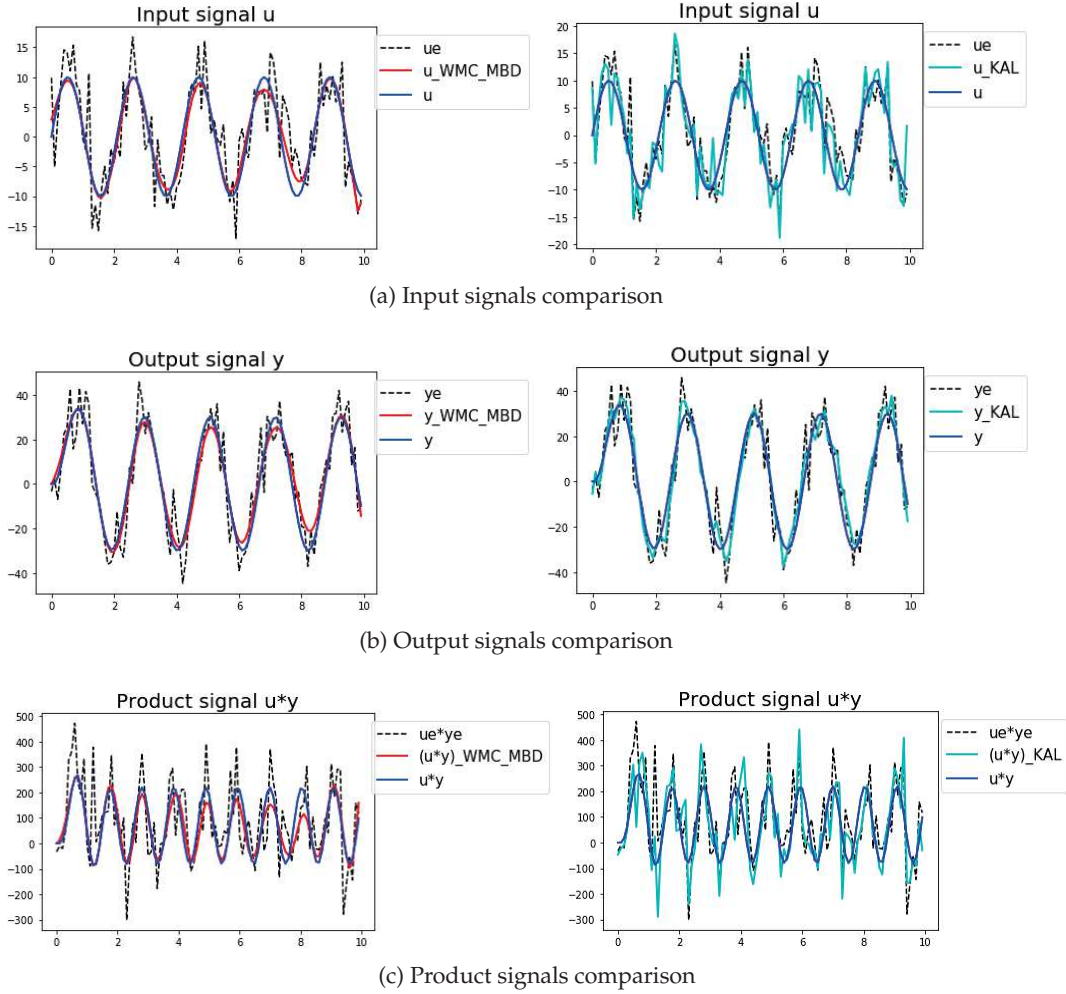 Input signal u
ue
u_WMC_MBD
u
15
10
5
0
−5
−10
−15
0 2 4 6 8 10
Input signal u
ue
u_KAL
u
20
15
10
5
0
−5
−10
−15
−20
0 2 4 6 8 10
(a) Input signals comparison
Output signal y
ye
y_WMC_MBD
y
40
20
0
−20
−40
0 2 4 6 8 10
Output signal y
ye
y_KAL
y
40
20
0
−20
−40
0 2 4 6 8 10
(b) Output signals comparison
Product signal u*y
ue*ye
(u*y)_WMC_MBD
u*y
500
400
300
200
100
0
−100
−200
−300
0 2 4 6 8 10
Product signal u*y
ue*ye
(u*y)_KAL
u*y
500
400
300
200
100
0
−100
−200
−300
0 2 4 6 8 10
(c) Product signals comparison